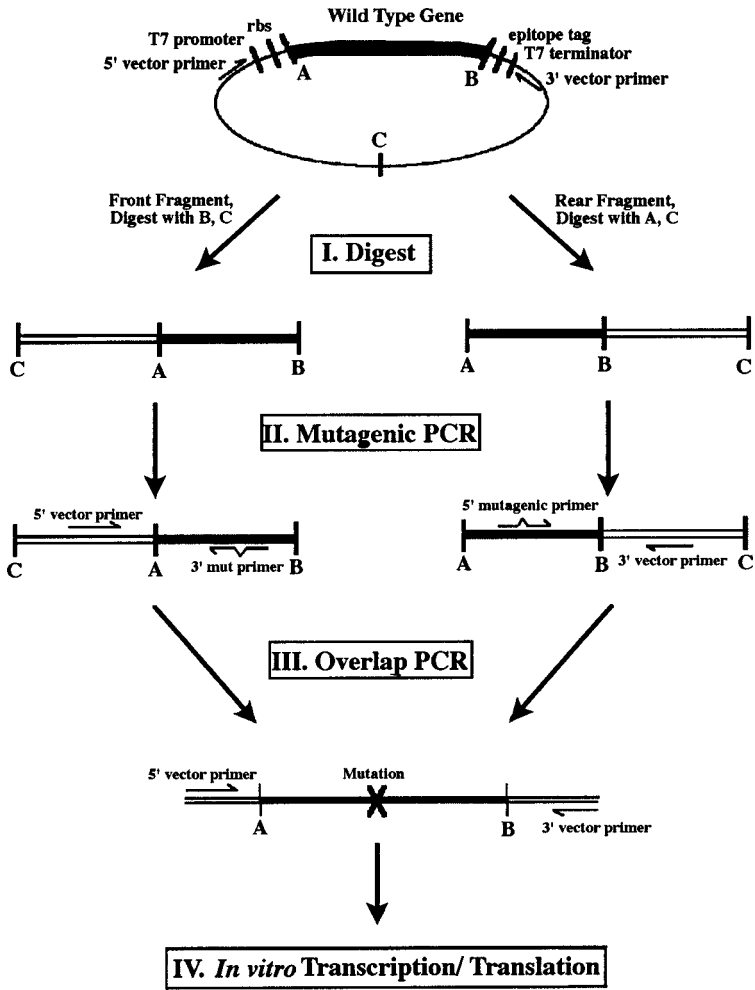 Wild Type Gene
rbs
T7 promoter
5' vector primer
epitope tag
T7 terminator
3' vector primer
A
B
C
Front Fragment,
Digest with B, C
Rear Fragment,
Digest with A, C
I. Digest
C
A
B
A
B
C
II. Mutagenic PCR
5' vector primer
C
A
3' mut primer
B
5' mutagenic primer
A
B
3' vector primer
C
III. Overlap PCR
5' vector primer
Mutation
A
B
3' vector primer
IV. In vitro Transcription/ Translation